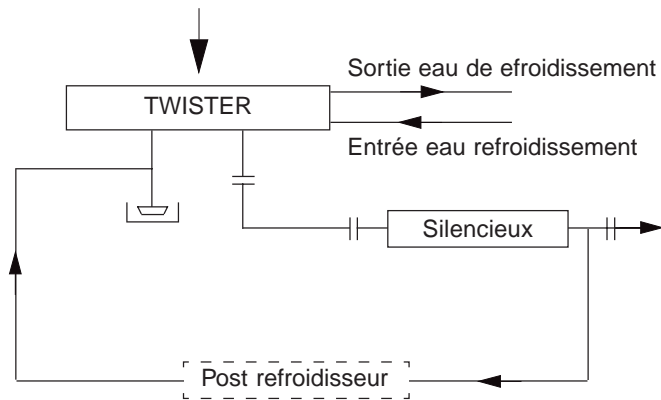 Sortie eau de efroidissement
TWISTER
Entrée eau refroidissement
Silencieux
Post refroidisseur